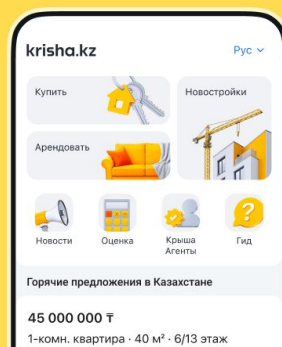 krisha.kz
Рус
Купить
Новостройки
Арендовать
Новости
Оценка
Крыша
Агенты
Гид
Горячие предложения в Казахстане
45 000 000 ₸
1-комн. квартира · 40 м² · 6/13 этаж